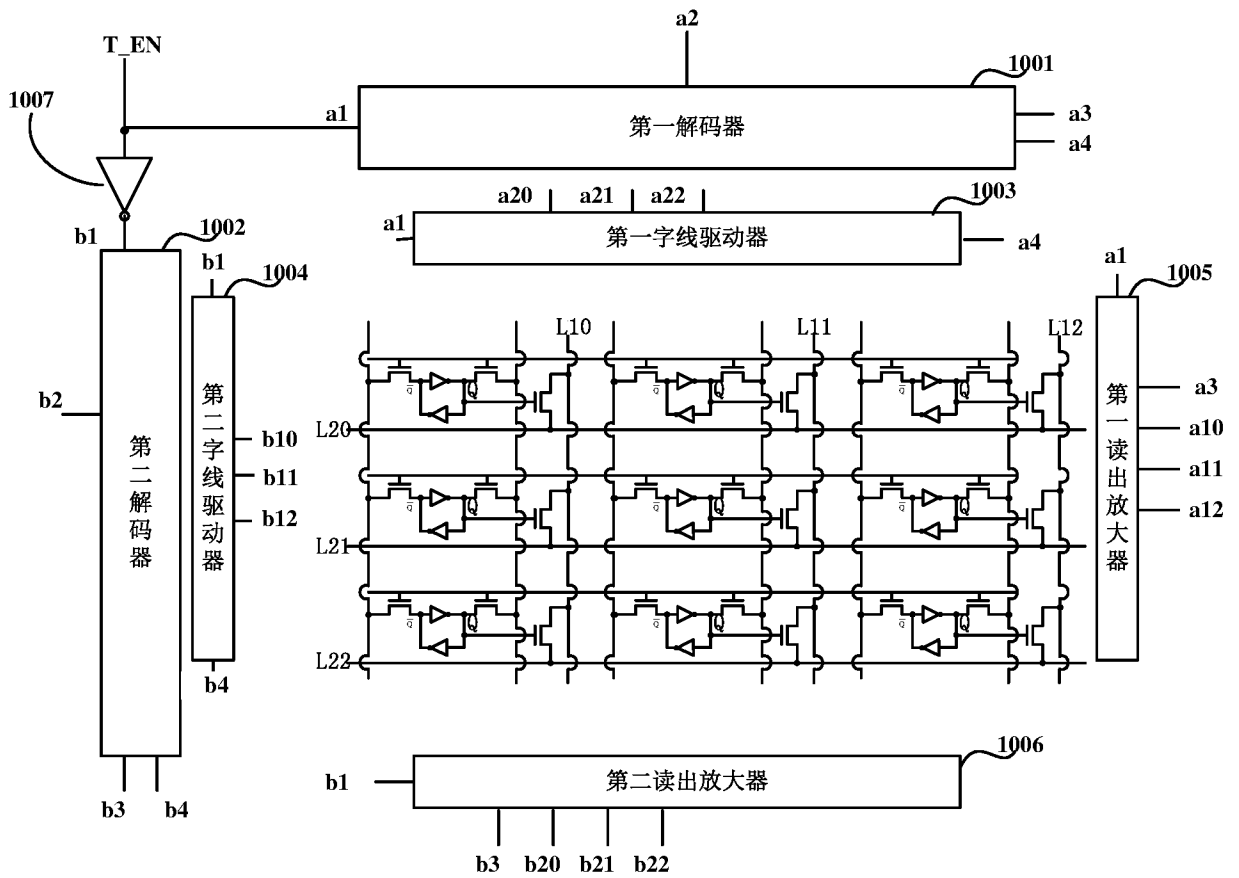 a2
T_EN
1001
1007
a1
第一解码器
a3
a4
a20 a21 a22
1003
a1
第一字线驱动器
a4
b1
1002
b1
1004
a1
1005
L10 L11 L12
Q̄ Q Q̄ Q Q̄ Q
b2
第二解码器
第二字线驱动器
b10
b11
b12
L20
第一读出放大器
a3
a10
a11
a12
Q̄ Q Q̄ Q Q̄ Q
L21
Q̄ Q Q̄ Q Q̄ Q
L22
b4
1006
b1
第二读出放大器
b3 b4
b3 b20 b21 b22